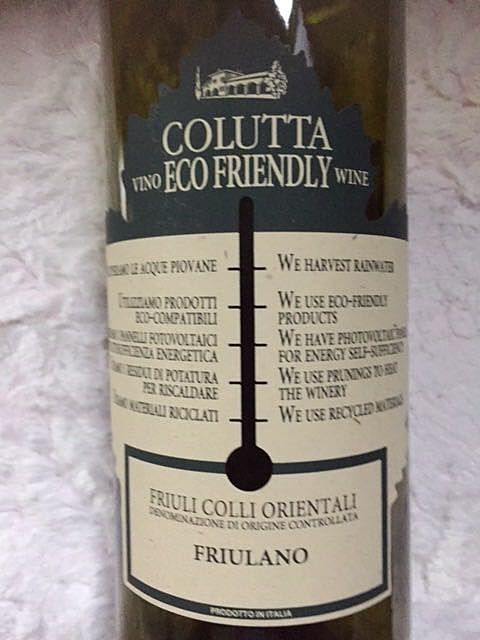 COLUTTA
VINO ECO FRIENDLY WINE
LE ACQUE PIOVANE
WE HARVEST RAINWATER
UTILIZZIAMO PRODOTTI
ECO-COMPATIBILI
WE USE ECO-FRIENDLY
PRODUCTS
PANNELLI FOTOVOLTAICI
ENERGETICA
WE HAVE PHOTOVOLTAIC
FOR ENERGY SELF-SUFFICIENCY
RESIDUI DI POTATURA
PER RISCALDARE
WE USE PRUNINGS TO HEAT
THE WINERY
USIAMO MATERIALI RICICLATI
WE USE RECYCLED MATERIALS
FRIULI COLLI ORIENTALI
DENOMINAZIONE DI ORIGINE CONTROLLATA
FRIULANO
PRODOTTO IN ITALIA